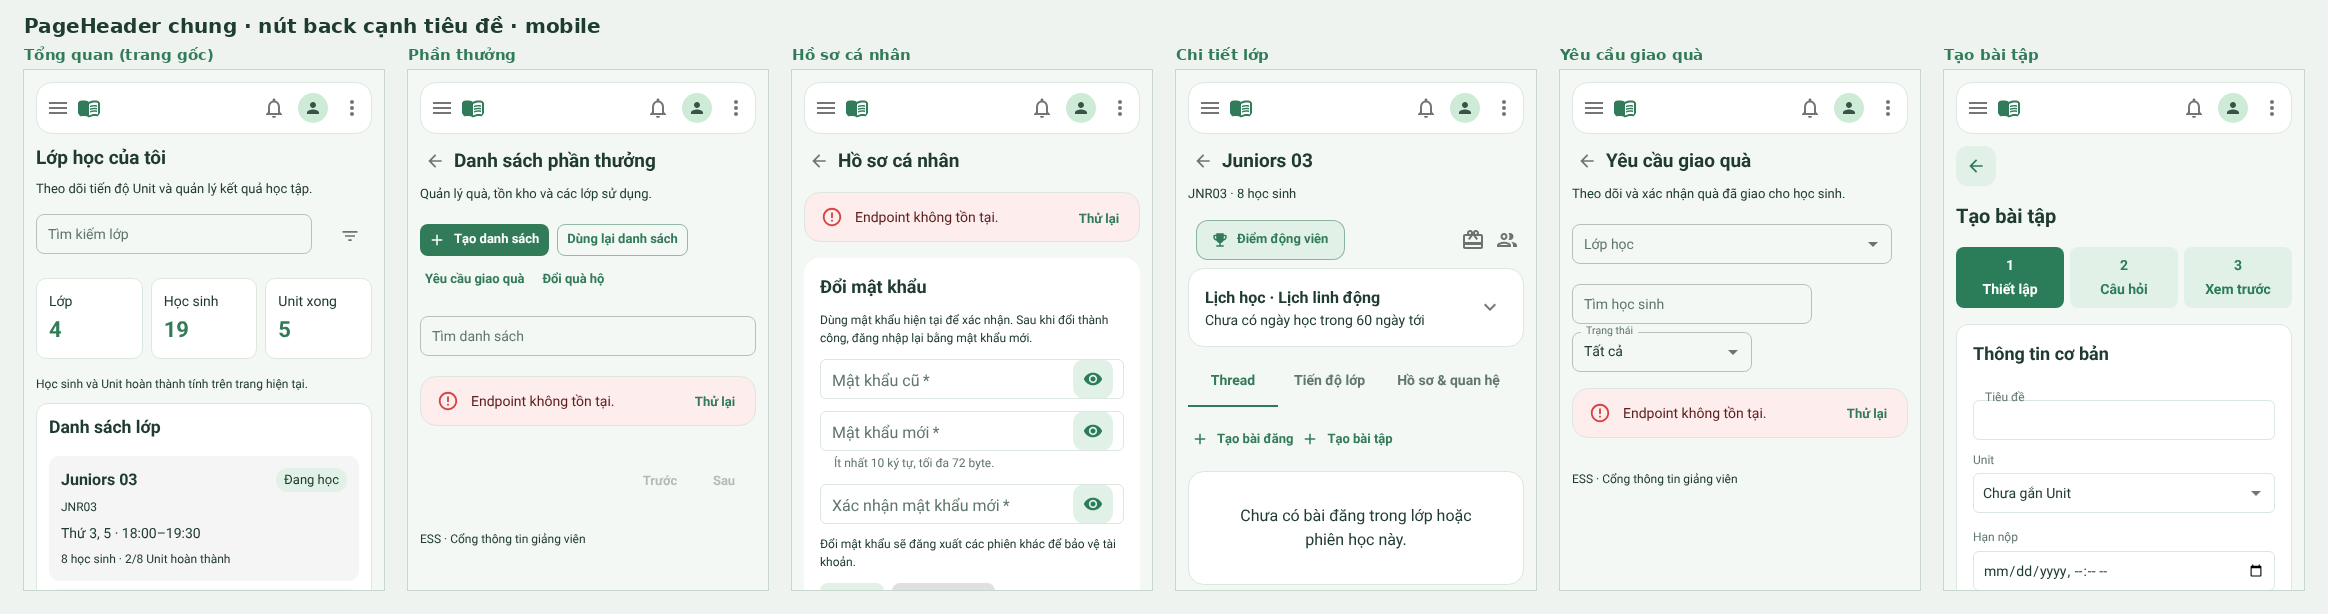 PageHeader chung · nút back cạnh tiêu đề · mobile
Tổng quan (trang gốc)
Lớp học của tôi
Theo dõi tiến độ Unit và quản lý kết quả học tập.
Tìm kiếm lớp
Lớp
4
Học sinh
19
Unit xong
5
Học sinh và Unit hoàn thành tính trên trang hiện tại.
Danh sách lớp
Juniors 03
Đang học
JNR03
Thứ 3, 5 · 18:00–19:30
8 học sinh · 2/8 Unit hoàn thành
Phần thưởng
Danh sách phần thưởng
Quản lý quà, tồn kho và các lớp sử dụng.
Tạo danh sách
Dùng lại danh sách
Yêu cầu giao quà
Đổi quà hộ
Tìm danh sách
Endpoint không tồn tại.
Thử lại
Trước
Sau
ESS · Cổng thông tin giảng viên
Hồ sơ cá nhân
Hồ sơ cá nhân
Endpoint không tồn tại.
Thử lại
Đổi mật khẩu
Dùng mật khẩu hiện tại để xác nhận. Sau khi đổi thành
công, đăng nhập lại bằng mật khẩu mới.
Mật khẩu cũ *
Mật khẩu mới *
Ít nhất 10 ký tự, tối đa 72 byte.
Xác nhận mật khẩu mới *
Đổi mật khẩu sẽ đăng xuất các phiên khác để bảo vệ tài
khoản.
Chi tiết lớp
Juniors 03
JNR03 · 8 học sinh
Điểm động viên
Lịch học · Lịch linh động
Chưa có ngày học trong 60 ngày tới
Thread
Tiến độ lớp
Hồ sơ & quan hệ
Tạo bài đăng
Tạo bài tập
Chưa có bài đăng trong lớp hoặc
phiên học này.
Yêu cầu giao quà
Yêu cầu giao quà
Theo dõi và xác nhận quà đã giao cho học sinh.
Lớp học
Tìm học sinh
Trạng thái
Tất cả
Endpoint không tồn tại.
Thử lại
ESS · Cổng thông tin giảng viên
Tạo bài tập
Tạo bài tập
1
Thiết lập
2
Câu hỏi
3
Xem trước
Thông tin cơ bản
Tiêu đề
Unit
Chưa gắn Unit
Hạn nộp
mm/dd/yyyy, --:-- --